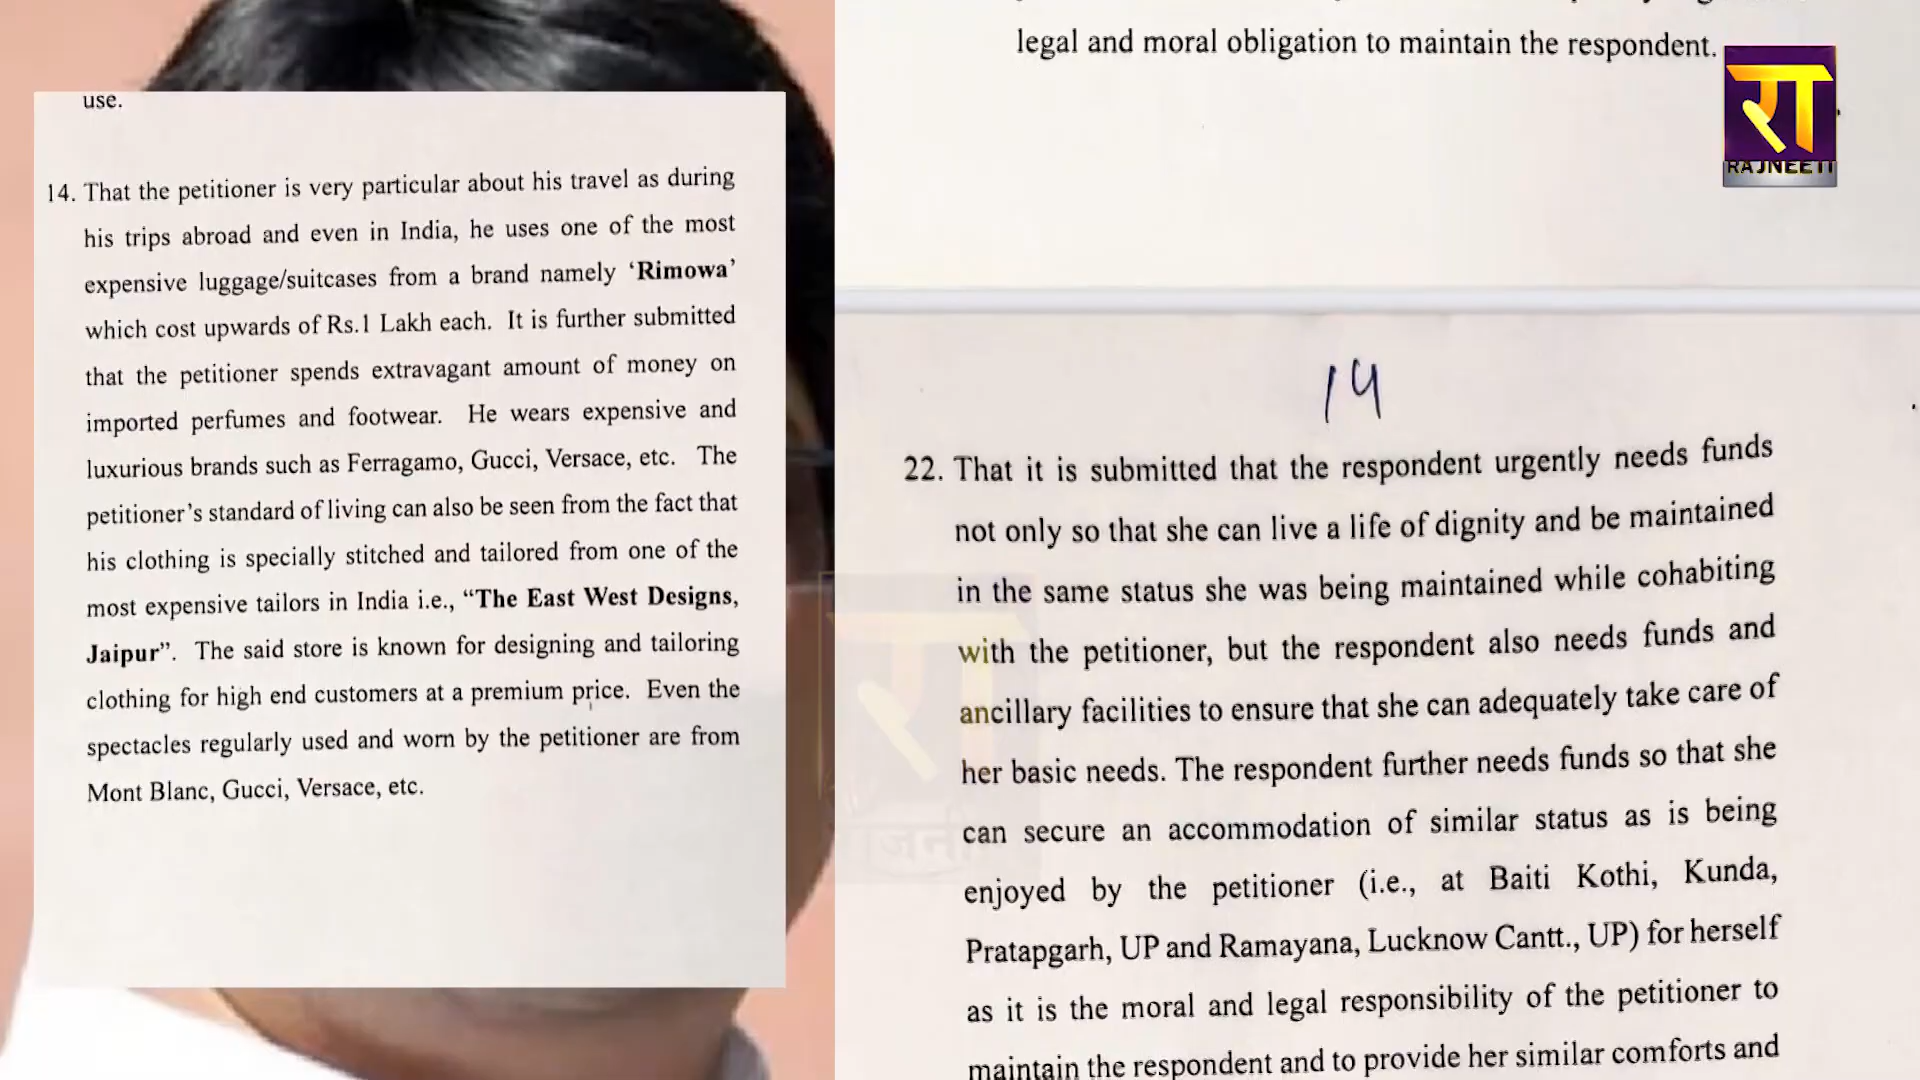 use.
14. That the petitioner is very particular about his travel as during
his trips abroad and even in India, he uses one of the most
expensive luggage/suitcases from a brand namely ‘Rimowa’
which cost upwards of Rs.1 Lakh each. It is further submitted
that the petitioner spends extravagant amount of money on
imported perfumes and footwear. He wears expensive and
luxurious brands such as Ferragamo, Gucci, Versace, etc. The
petitioner’s standard of living can also be seen from the fact that
his clothing is specially stitched and tailored from one of the
most expensive tailors in India i.e., “The East West Designs,
Jaipur”. The said store is known for designing and tailoring
clothing for high end customers at a premium price. Even the
spectacles regularly used and worn by the petitioner are from
Mont Blanc, Gucci, Versace, etc.
legal and moral obligation to maintain the respondent.
रा
RAJNEETI
19
22. That it is submitted that the respondent urgently needs funds
not only so that she can live a life of dignity and be maintained
in the same status she was being maintained while cohabiting
with the petitioner, but the respondent also needs funds and
ancillary facilities to ensure that she can adequately take care of
her basic needs. The respondent further needs funds so that she
can secure an accommodation of similar status as is being
enjoyed by the petitioner (i.e., at Baiti Kothi, Kunda,
Pratapgarh, UP and Ramayana, Lucknow Cantt., UP) for herself
as it is the moral and legal responsibility of the petitioner to
maintain the respondent and to provide her similar comforts and